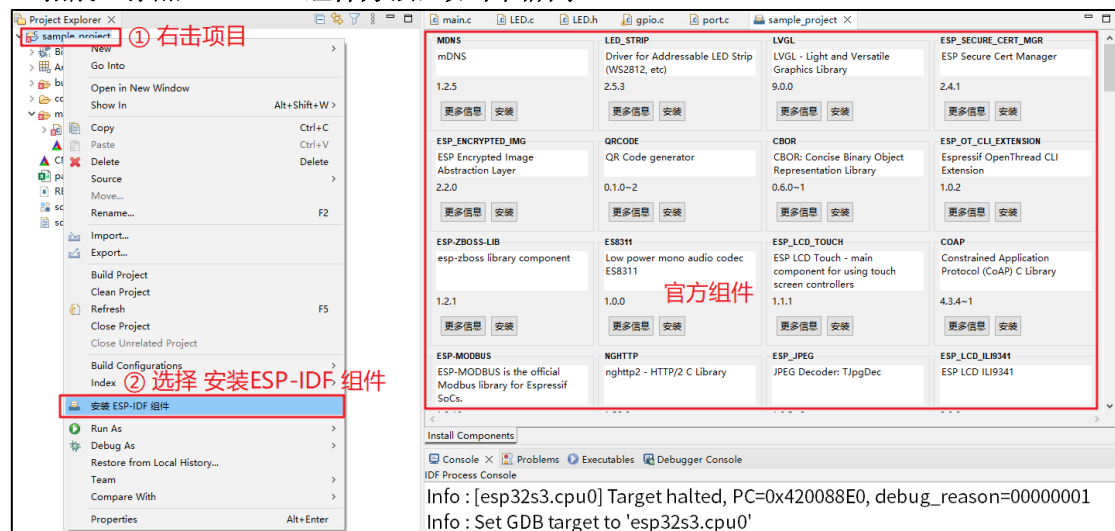 Project Explorer
main.c
LED.c
LED.h
gpio.c
port.c
sample_project
sample_project
① 右击项目
New
Go Into
Open in New Window
Show In Alt+Shift+W >
Copy Ctrl+C
Paste Ctrl+V
Delete Delete
Source
Move...
Rename... F2
Import...
Export...
Build Project
Clean Project
Refresh F5
Close Project
Close Unrelated Project
Build Configurations
② 选择 安装ESP-IDF 组件
Index
安装 ESP-IDF 组件
Run As
Debug As
Restore from Local History...
Team
Compare With
Properties Alt+Enter
MDNS
mDNS
1.2.5
更多信息 安装
LED_STRIP
Driver for Addressable LED Strip
(WS2812, etc)
2.5.3
更多信息 安装
LVGL
LVGL - Light and Versatile
Graphics Library
9.0.0
更多信息 安装
ESP_SECURE_CERT_MGR
ESP Secure Cert Manager
2.4.1
更多信息 安装
ESP_ENCRYPTED_IMG
ESP Encrypted Image
Abstraction Layer
2.2.0
更多信息 安装
QRCODE
QR Code generator
0.1.0~2
更多信息 安装
CBOR
CBOR: Concise Binary Object
Representation Library
0.6.0~1
更多信息 安装
ESP_OT_CLI_EXTENSION
Espressif OpenThread CLI
Extension
1.0.2
更多信息 安装
ESP-ZBOSS-LIB
esp-zboss library component
1.2.1
更多信息 安装
ES8311
Low power mono audio codec
ES8311
1.0.0
更多信息 安装
官方组件
ESP_LCD_TOUCH
ESP LCD Touch - main
component for using touch
screen controllers
1.1.1
更多信息 安装
COAP
Constrained Application
Protocol (CoAP) C Library
4.3.4~1
更多信息 安装
ESP-MODBUS
ESP-MODBUS is the official
Modbus library for Espressif
SoCs.
NGHTTP
nghttp2 - HTTP/2 C Library
ESP_JPEG
JPEG Decoder: TJpgDec
ESP_LCD_ILI9341
ESP LCD ILI9341
Install Components
Console
Problems
Executables
Debugger Console
IDF Process Console
Info : [esp32s3.cpu0] Target halted, PC=0x420088E0, debug_reason=00000001
Info : Set GDB target to 'esp32s3.cpu0'